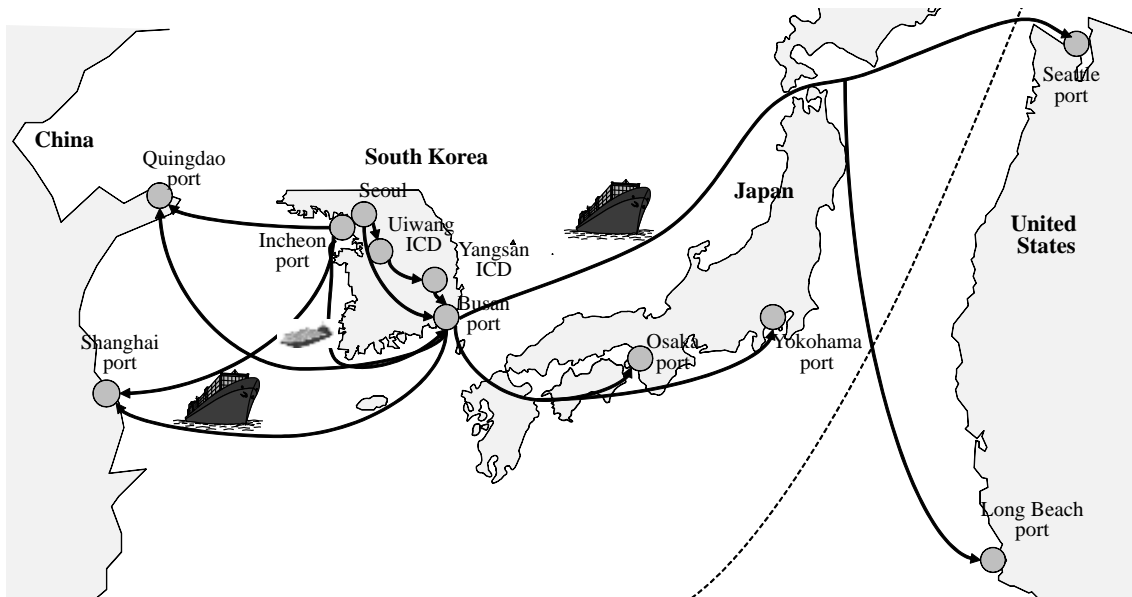 China
Quingdao
port
South Korea
Seoul
Incheon
port
Uiwang
ICD
Yangsan
ICD
Busan
port
Shanghai
port
Japan
Osaka
port
Yokohama
port
Seattle
port
United
States
Long Beach
port